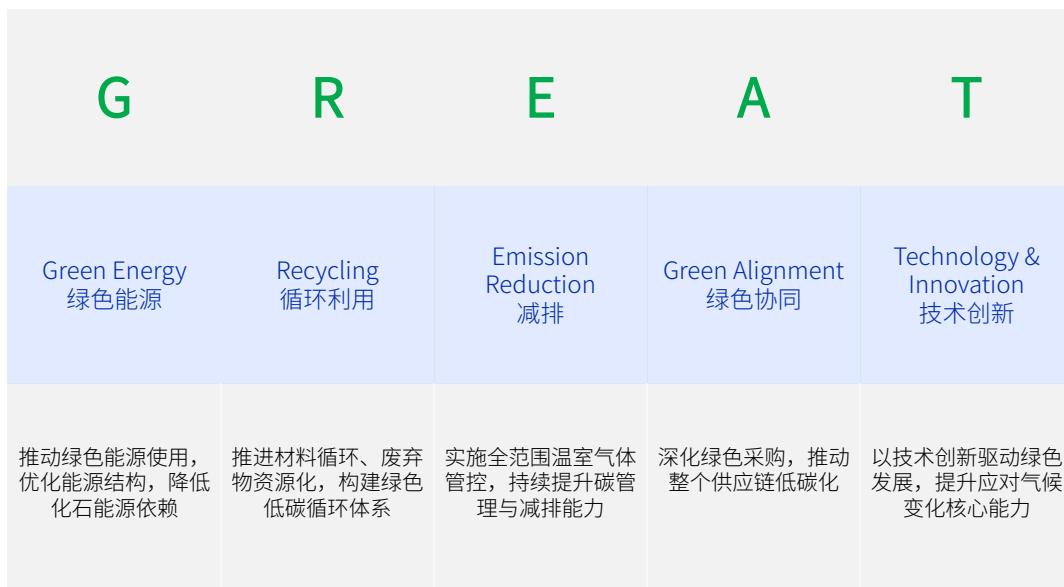 G
R
E
A
T
Green Energy
绿色能源
Recycling
循环利用
Emission
Reduction
减排
Green Alignment
绿色协同
Technology &
Innovation
技术创新
推动绿色能源使用，
优化能源结构，降低
化石能源依赖
推进材料循环、废弃
物资源化，构建绿色
低碳循环体系
实施全范围温室气体
管控，持续提升碳管
理与减排能力
深化绿色采购，推动
整个供应链低碳化
以技术创新驱动绿色
发展，提升应对气候
变化核心能力